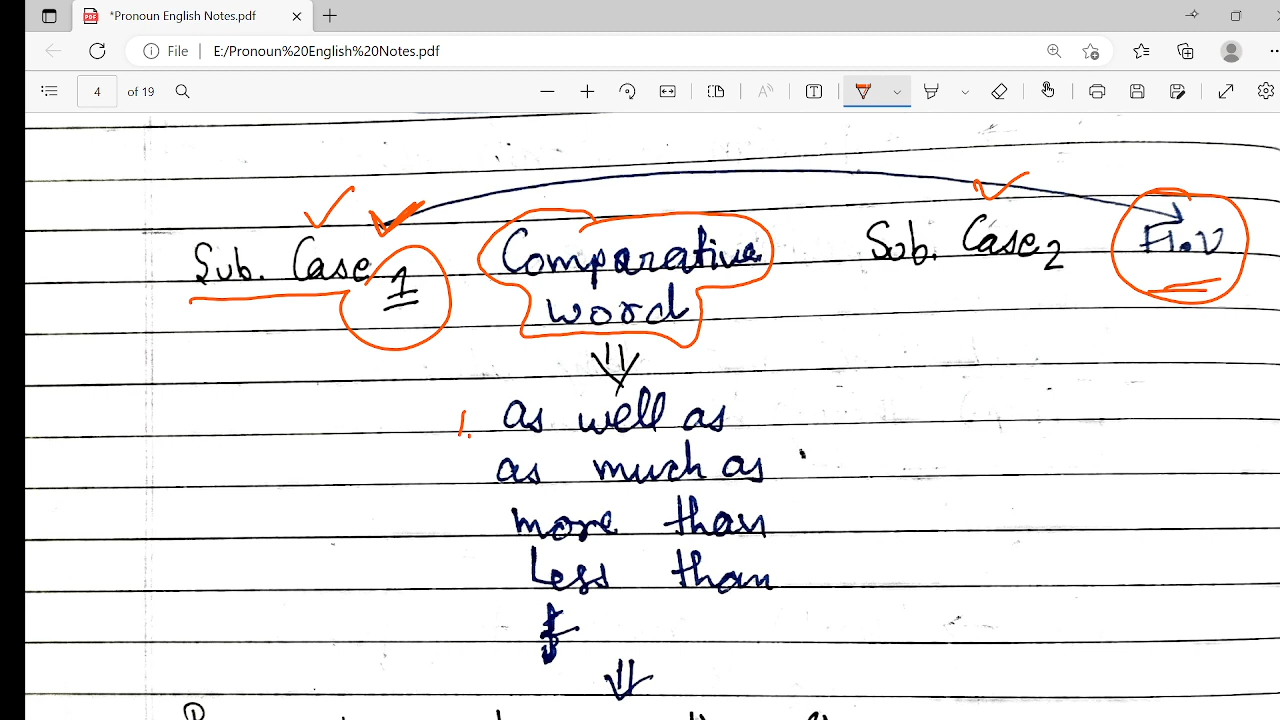 *Pronoun English Notes.pdf
File E:/Pronoun%20English%20Notes.pdf
4 of 19
Sub. Case 1 Comparative Sub. Case 2 H.V
word
1. as well as
as much as
more than
Less than